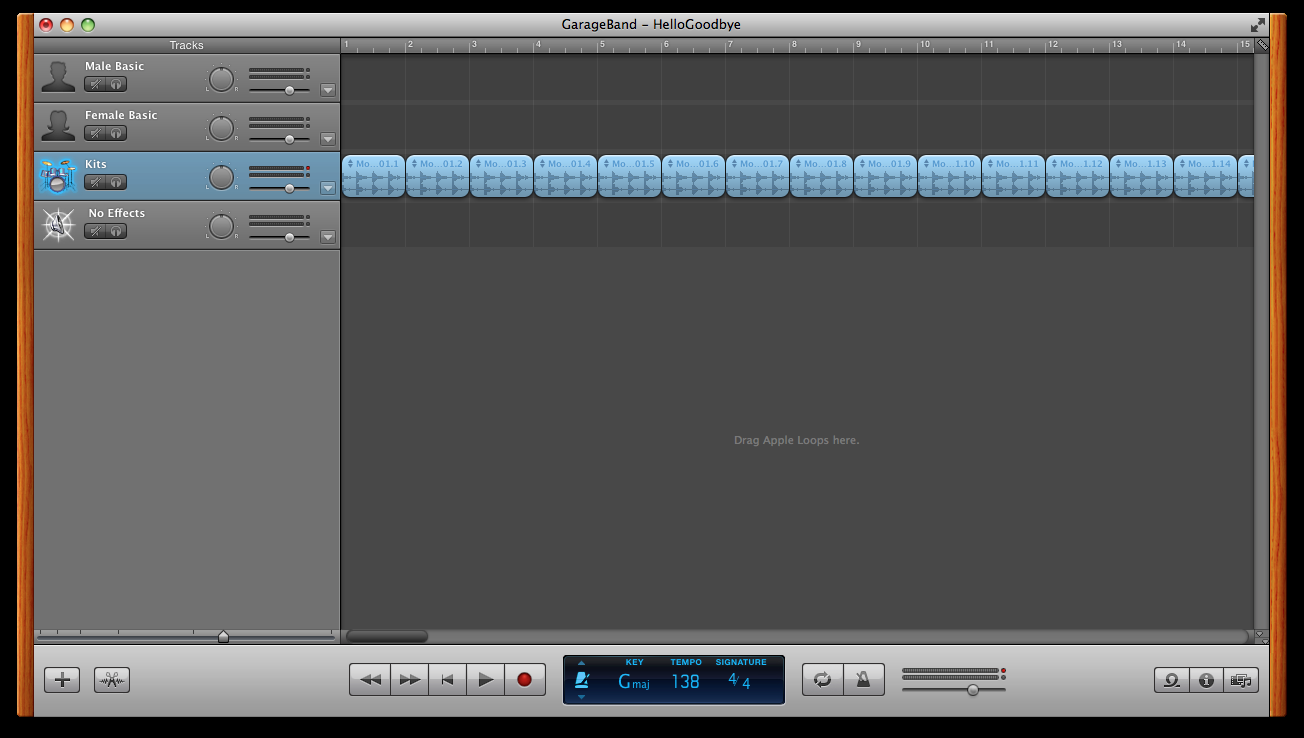 GarageBand – HelloGoodbye
Tracks
1 2 3 4 5 6 7 8 9 10 11 12 13 14 15
Male Basic
L R
Female Basic
L R
Kits
L R
Mo...01.1 Mo...01.2 Mo...01.3 Mo...01.4 Mo...01.5 Mo...01.6 Mo...01.7 Mo...01.8 Mo...01.9 Mo...1.10 Mo...1.11 Mo...1.12 Mo...1.13 Mo...1.14
No Effects
L R
Drag Apple Loops here.
KEY TEMPO SIGNATURE
Gmaj 138 4/4